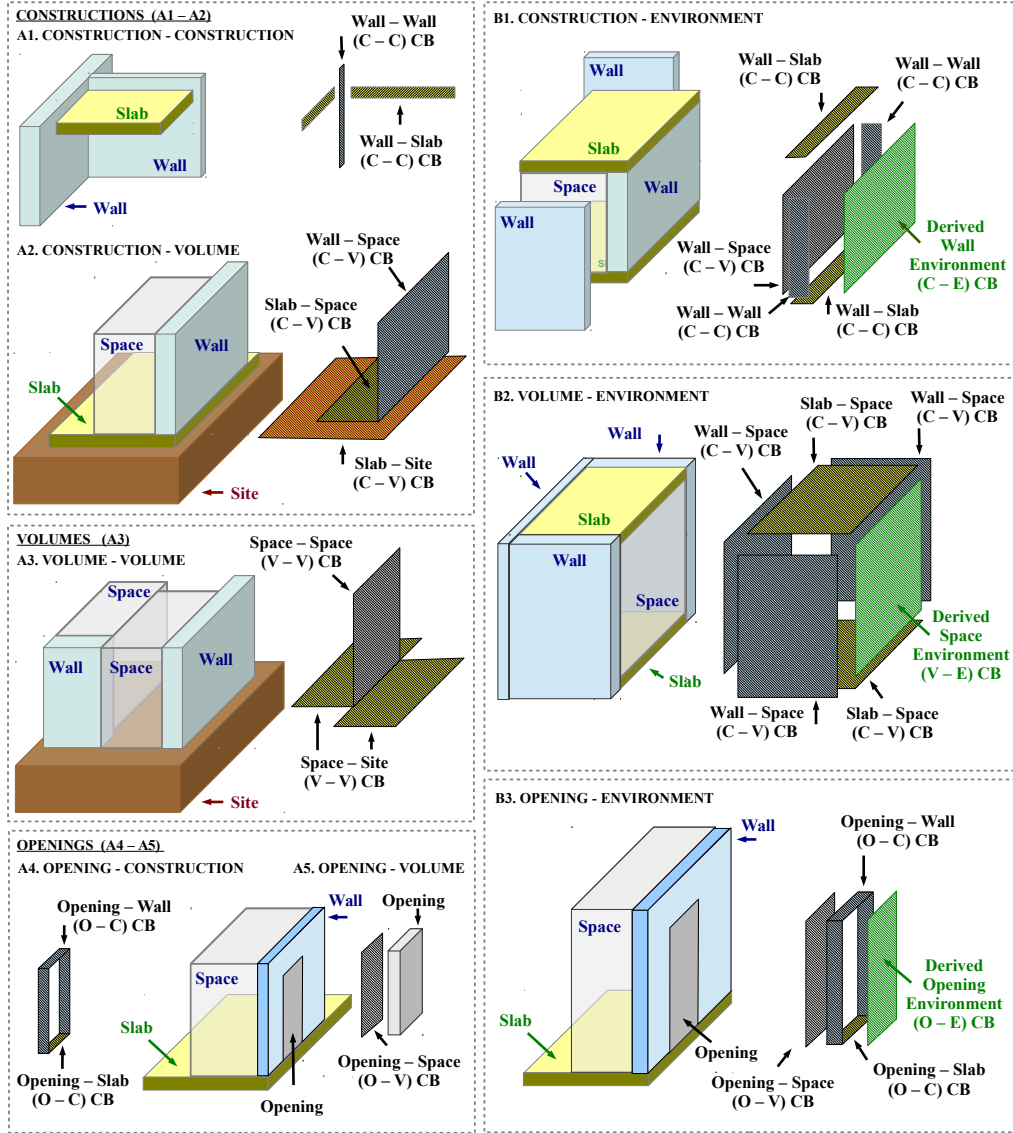 CONSTRUCTIONS (A1 – A2)
A1. CONSTRUCTION - CONSTRUCTION
Wall – Wall
(C – C) CB
Slab
Wall
Wall
Wall – Slab
(C – C) CB
A2. CONSTRUCTION - VOLUME
Wall – Space
(C – V) CB
Slab – Space
(C – V) CB
Space
Wall
Slab
Slab – Site
(C – V) CB
Site
VOLUMES (A3)
A3. VOLUME - VOLUME
Space – Space
(V – V) CB
Space
Wall
Space
Wall
Space – Site
(V – V) CB
Site
OPENINGS (A4 – A5)
A4. OPENING - CONSTRUCTION
A5. OPENING - VOLUME
Opening – Wall
(O – C) CB
Wall
Opening
Space
Slab
Opening – Slab
(O – C) CB
Opening
Opening – Space
(O – V) CB
B1. CONSTRUCTION - ENVIRONMENT
Wall
Wall – Slab
(C – C) CB
Wall – Wall
(C – C) CB
Slab
Space
Wall
Wall
S
Derived
Wall
Environment
(C – E) CB
Wall – Space
(C – V) CB
Wall – Wall
(C – C) CB
Wall – Slab
(C – C) CB
B2. VOLUME - ENVIRONMENT
Wall – Space
(C – V) CB
Slab – Space
(C – V) CB
Wall
Wall – Space
(C – V) CB
Wall
Slab
Wall
Space
Slab
Derived
Space
Environment
(V – E) CB
Wall – Space
(C – V) CB
Slab – Space
(C – V) CB
B3. OPENING - ENVIRONMENT
Wall
Opening – Wall
(O – C) CB
Space
Derived
Opening
Environment
(O – E) CB
Slab
Opening
Opening – Space
(O – V) CB
Opening – Slab
(O – C) CB